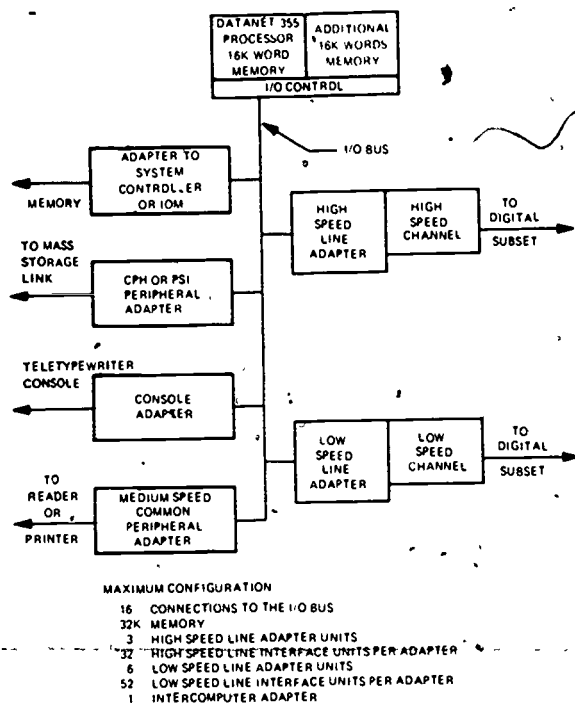 DATANET 355
PROCESSOR
16K WORD
MEMORY
ADDITIONAL
16K WORDS
MEMORY
I/O CONTROL
I/O BUS
ADAPTER TO
SYSTEM
CONTROLLER
OR IOM
MEMORY
HIGH
SPEED
LINE
ADAPTER
HIGH
SPEED
CHANNEL
TO
DIGITAL
SUBSET
TO MASS
STORAGE
LINK
CPH OR PSI
PERIPHERAL
ADAPTER
TELETYPEWRITER
CONSOLE
CONSOLE
ADAPTER
LOW
SPEED
LINE
ADAPTER
LOW
SPEED
CHANNEL
TO
DIGITAL
SUBSET
TO
READER
OR
PRINTER
MEDIUM SPEED
COMMON
PERIPHERAL
ADAPTER
MAXIMUM CONFIGURATION
16 CONNECTIONS TO THE I/O BUS
32K MEMORY
3 HIGH SPEED LINE ADAPTER UNITS
32 HIGH SPEED LINE INTERFACE UNITS PER ADAPTER
6 LOW SPEED LINE ADAPTER UNITS
52 LOW SPEED LINE INTERFACE UNITS PER ADAPTER
1 INTERCOMPUTER ADAPTER